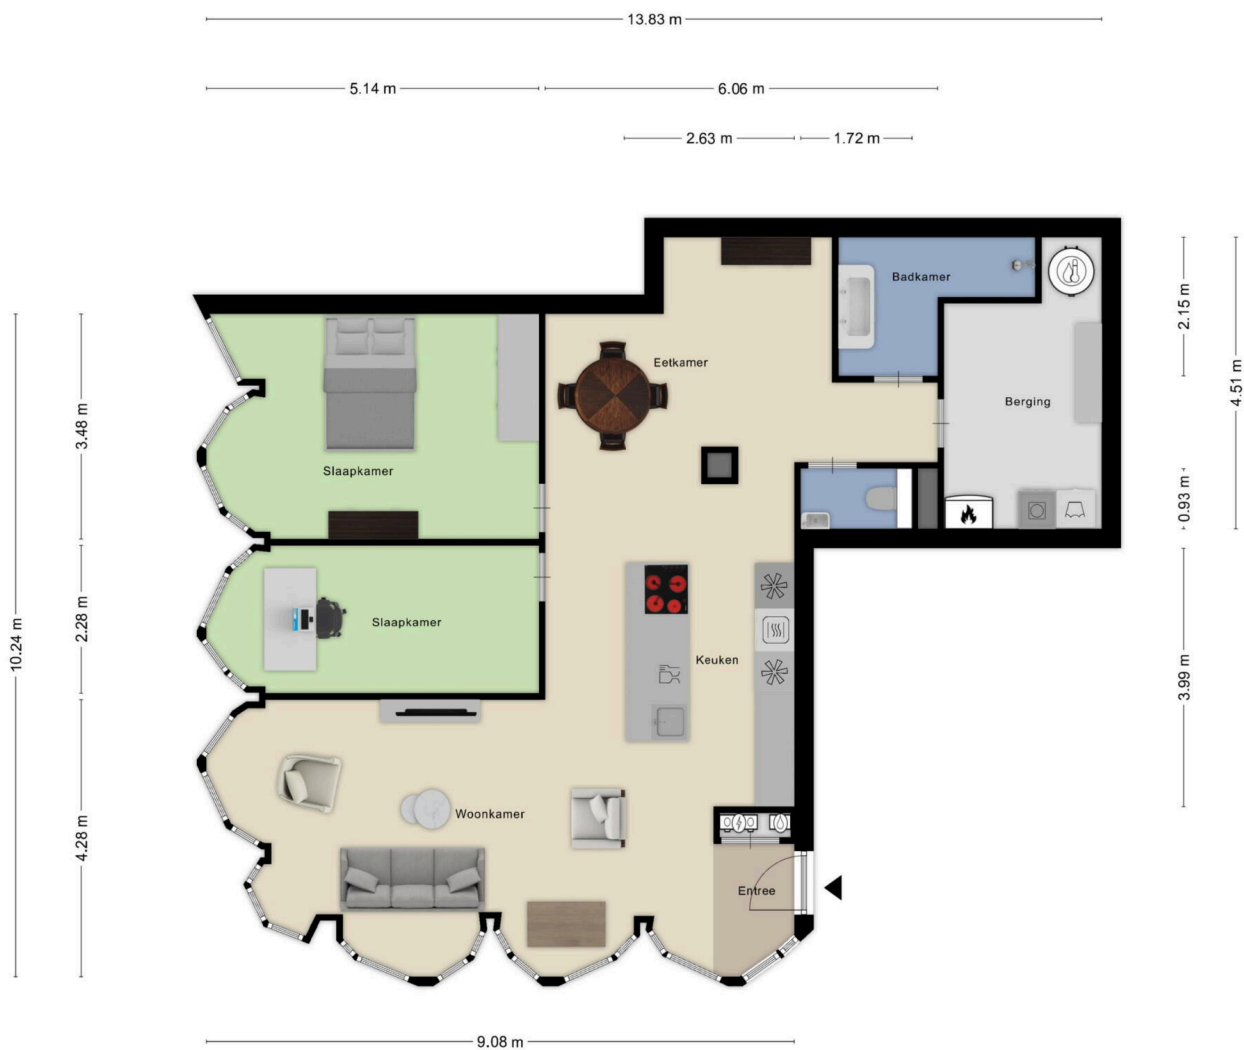 13.83 m
5.14 m
6.06 m
2.63 m
1.72 m
Badkamer
2.15 m
Eetkamer
4.51 m
Berging
3.48 m
Slaapkamer
0.93 m
2.28 m
Slaapkamer
10.24 m
Keuken
3.99 m
Woonkamer
4.28 m
Entree
9.08 m